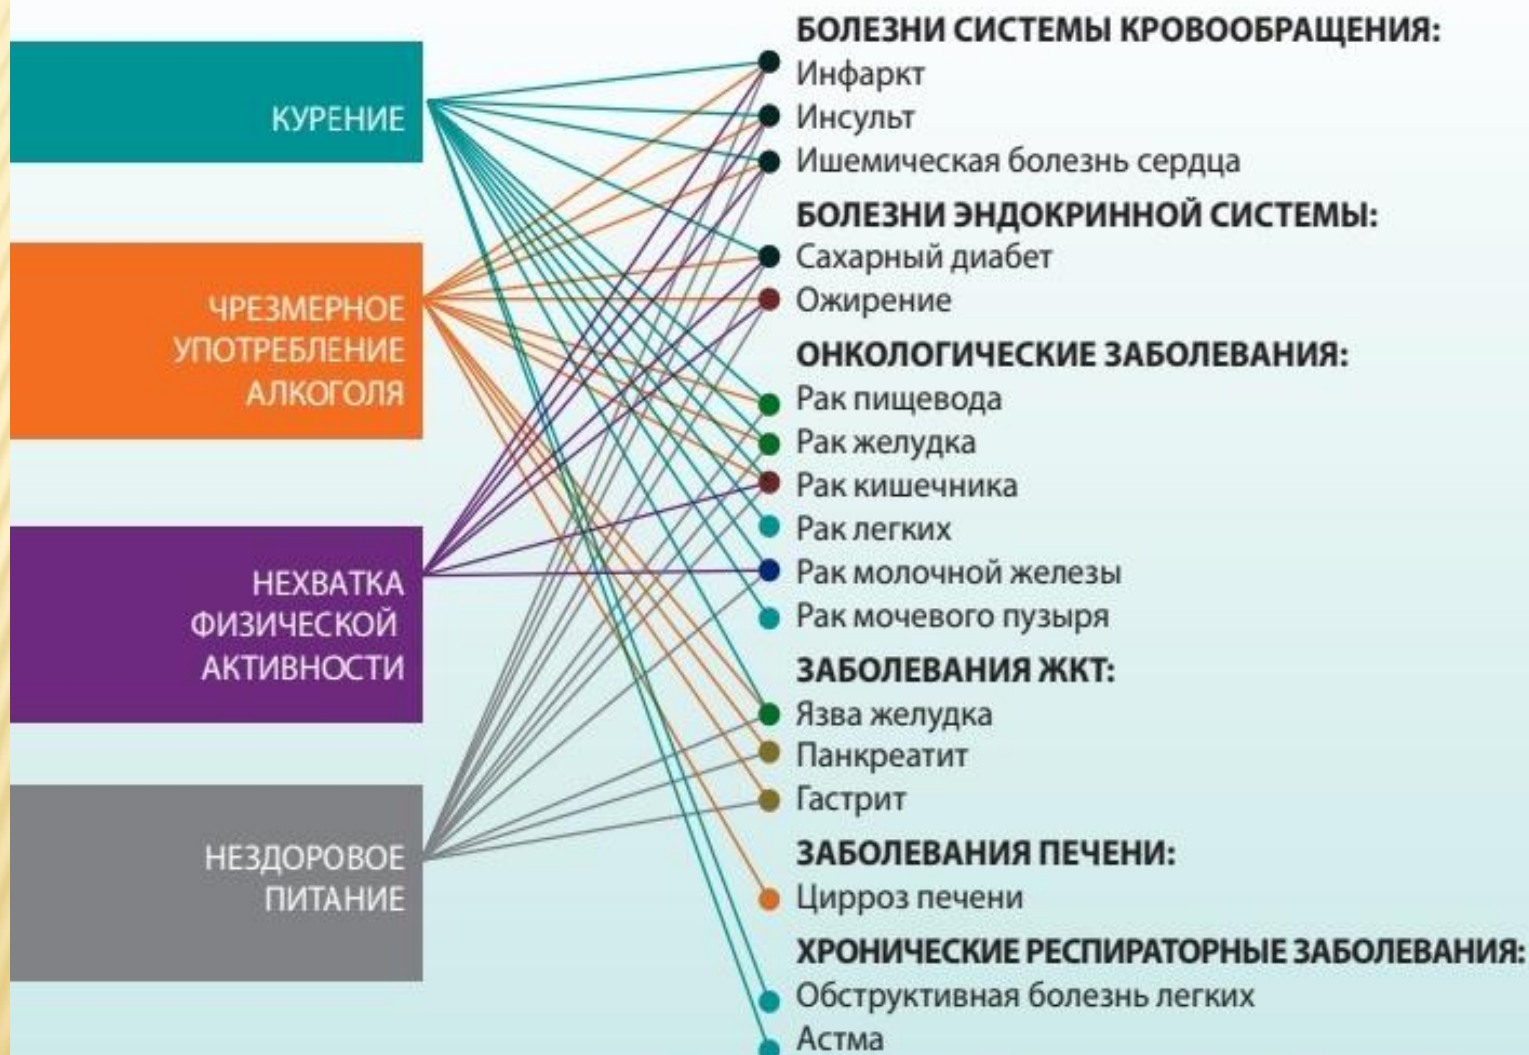 КУРЕНИЕ
ЧРЕЗМЕРНОЕ
УПОТРЕБЛЕНИЕ
АЛКОГОЛЯ
НЕХВАТКА
ФИЗИЧЕСКОЙ
АКТИВНОСТИ
НЕЗДОРОВОЕ
ПИТАНИЕ
БОЛЕЗНИ СИСТЕМЫ КРОВООБРАЩЕНИЯ:
Инфаркт
Инсульт
Ишемическая болезнь сердца
БОЛЕЗНИ ЭНДОКРИННОЙ СИСТЕМЫ:
Сахарный диабет
Ожирение
ОНКОЛОГИЧЕСКИЕ ЗАБОЛЕВАНИЯ:
Рак пищевода
Рак желудка
Рак кишечника
Рак легких
Рак молочной железы
Рак мочевого пузыря
ЗАБОЛЕВАНИЯ ЖКТ:
Язва желудка
Панкреатит
Гастрит
ЗАБОЛЕВАНИЯ ПЕЧЕНИ:
Цирроз печени
ХРОНИЧЕСКИЕ РЕСПИРАТОРНЫЕ ЗАБОЛЕВАНИЯ:
Обструктивная болезнь легких
Астма